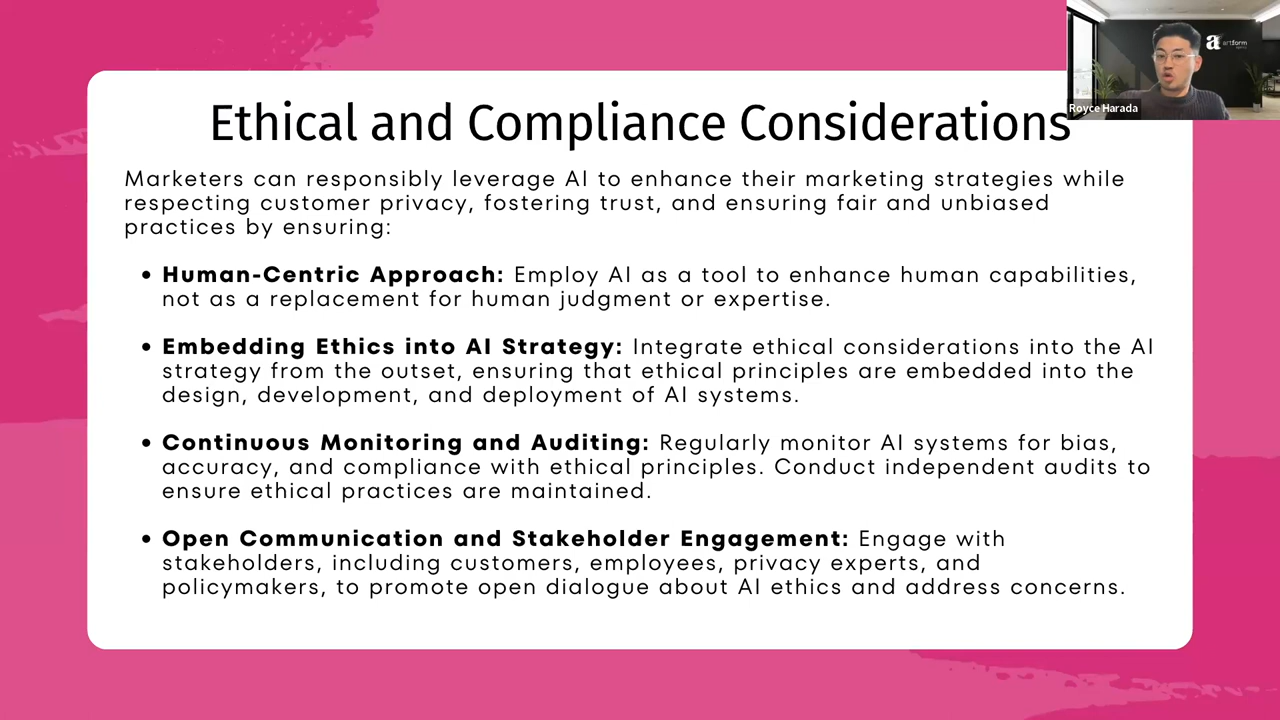 Ethical and Compliance Considerations
Royce Harada
a artform
Marketers can responsibly leverage AI to enhance their marketing strategies while
respecting customer privacy, fostering trust, and ensuring fair and unbiased
practices by ensuring:
• Human-Centric Approach: Employ AI as a tool to enhance human capabilities,
not as a replacement for human judgment or expertise.
• Embedding Ethics into AI Strategy: Integrate ethical considerations into the AI
strategy from the outset, ensuring that ethical principles are embedded into the
design, development, and deployment of AI systems.
• Continuous Monitoring and Auditing: Regularly monitor AI systems for bias,
accuracy, and compliance with ethical principles. Conduct independent audits to
ensure ethical practices are maintained.
• Open Communication and Stakeholder Engagement: Engage with
stakeholders, including customers, employees, privacy experts, and
policymakers, to promote open dialogue about AI ethics and address concerns.